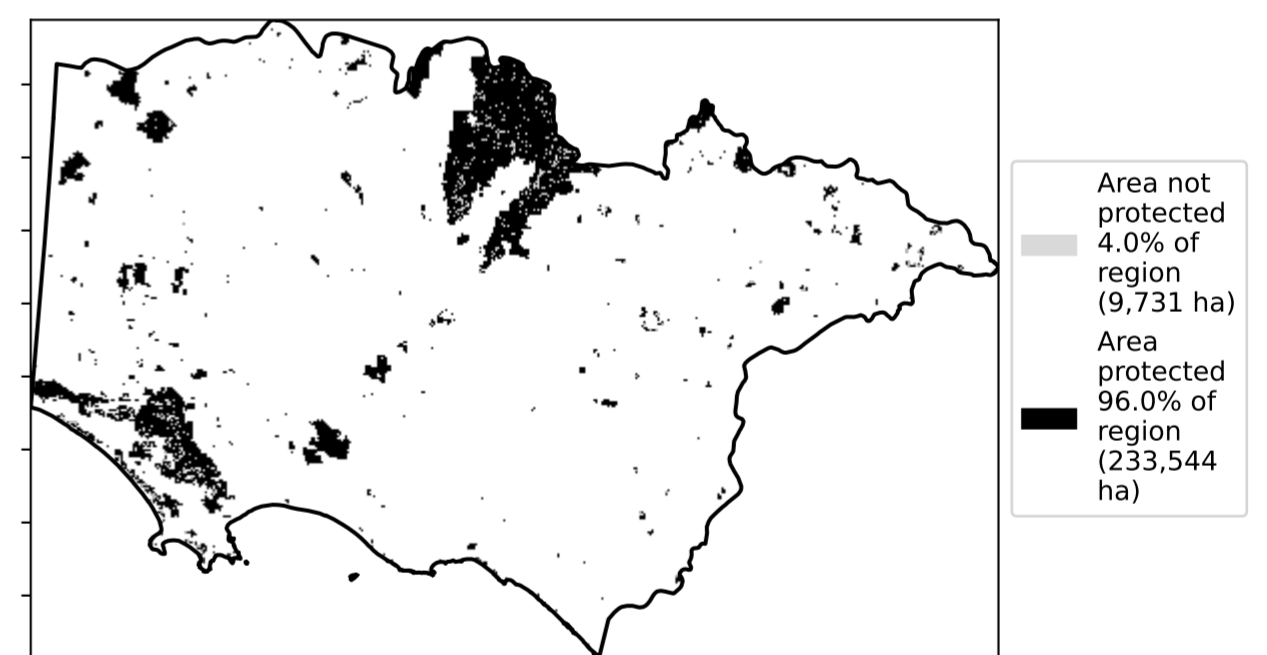 Area not
protected
4.0% of
region
(9,731 ha)
Area
protected
96.0% of
region
(233,544
ha)